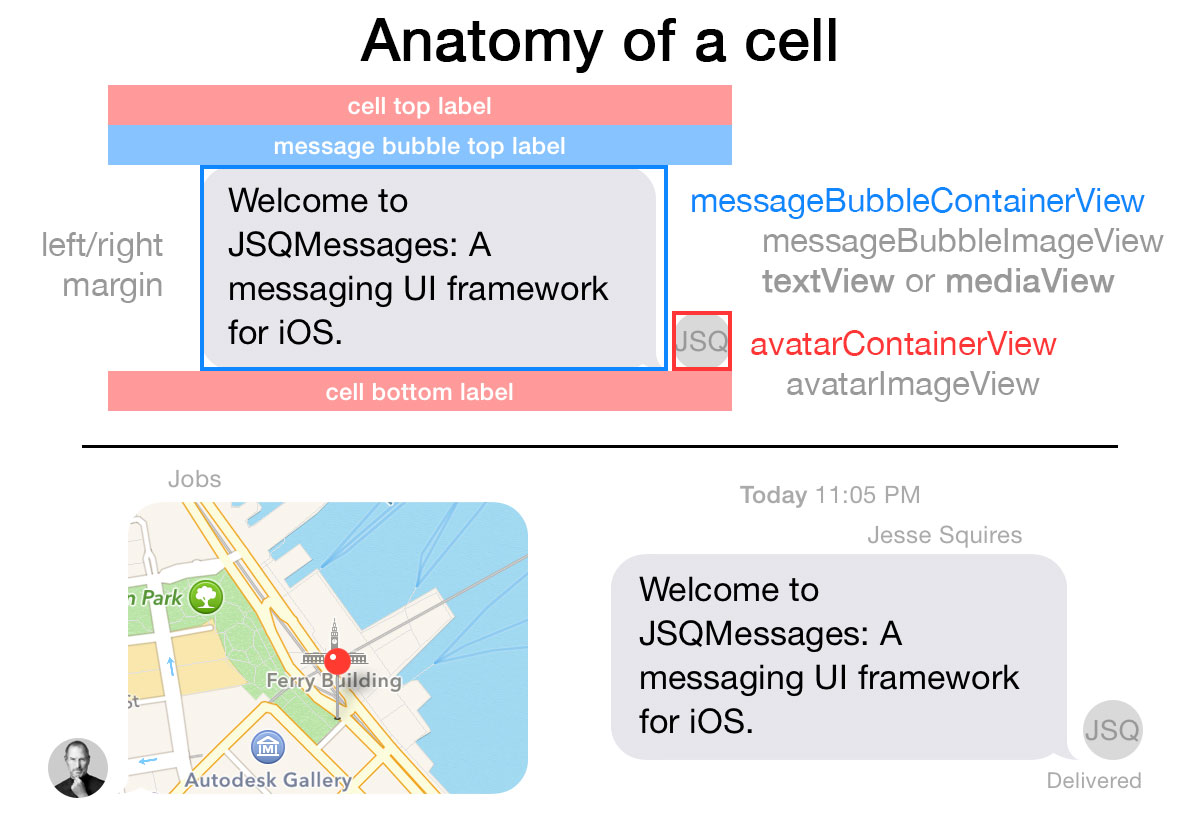 Anatomy of a cell
cell top label
message bubble top label
Welcome to
JSQMessages: A
messaging UI framework
for iOS.
left/right
margin
messageBubbleContainerView
messageBubbleImageView
textView or mediaView
JSQ
avatarContainerView
avatarImageView
cell bottom label
Jobs
n Park
Ferry Building
St
Autodesk Gallery
Today 11:05 PM
Jesse Squires
Welcome to
JSQMessages: A
messaging UI framework
for iOS.
JSQ
Delivered